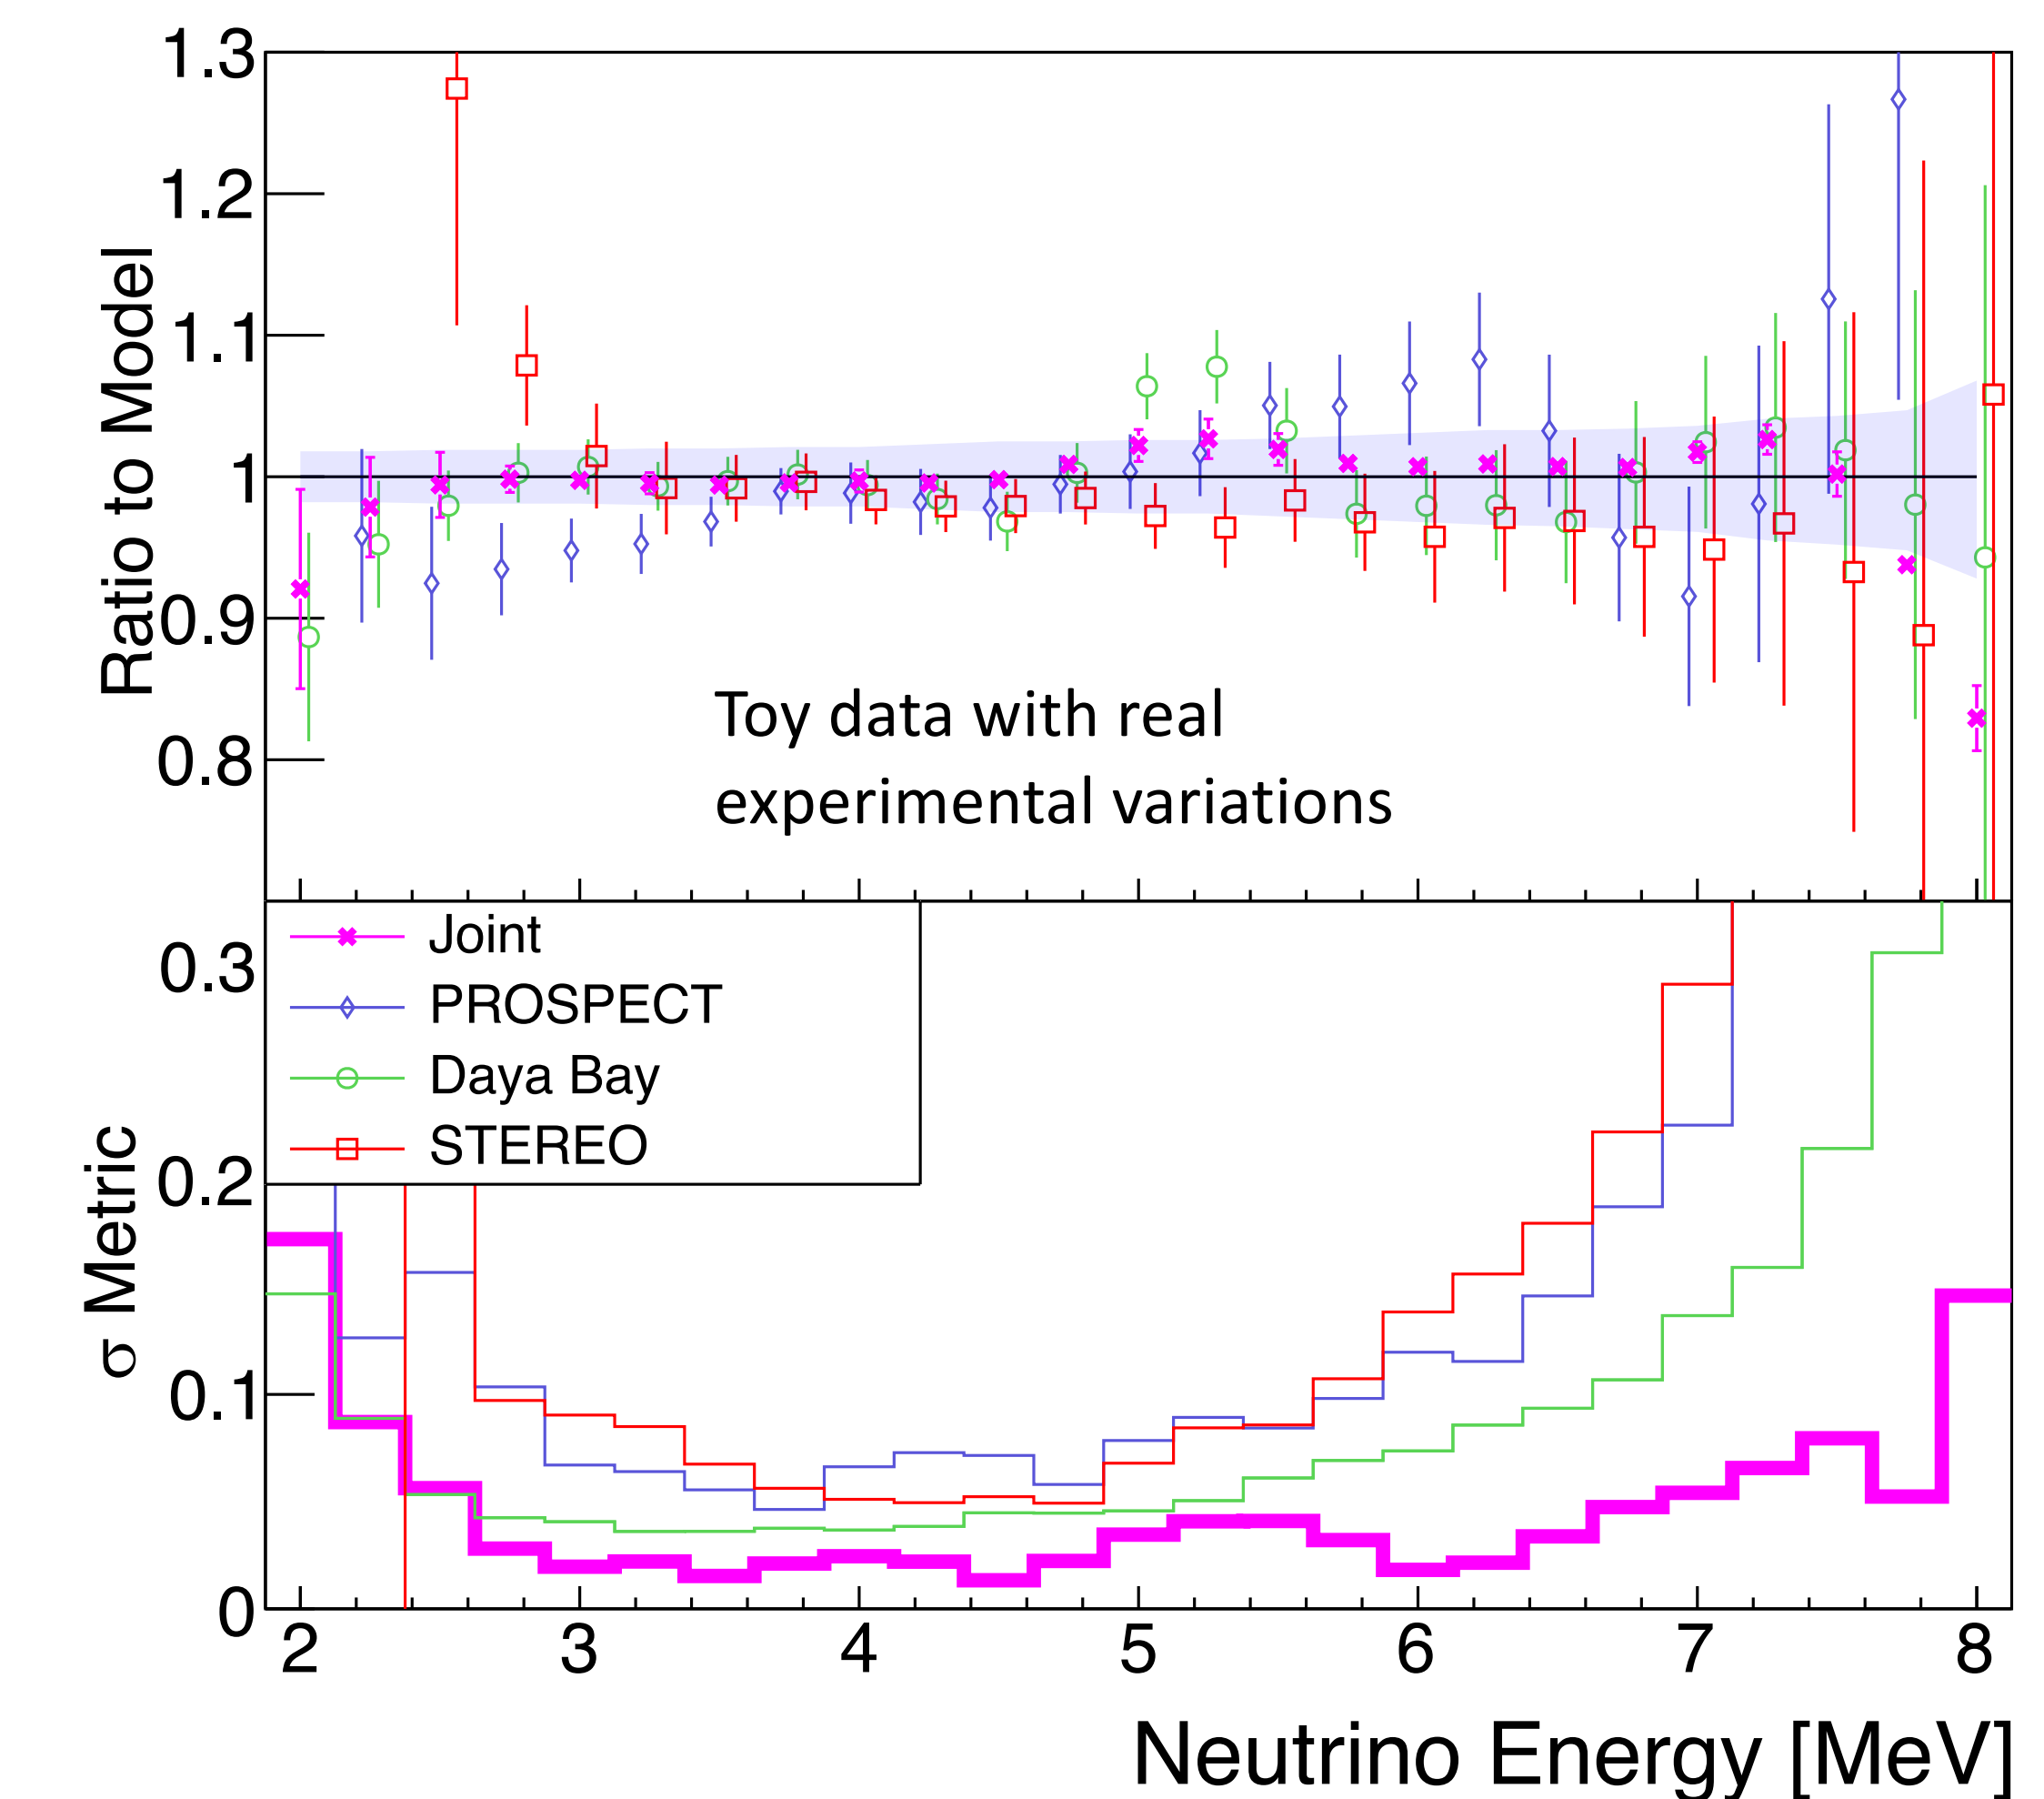 1.3
1.2
1.1
1
0.9
0.8
Ratio to Model
Toy data with real
experimental variations
Joint
PROSPECT
Daya Bay
STEREO
0.3
0.2
0.1
0
σ Metric
2 3 4 5 6 7 8
Neutrino Energy [MeV]